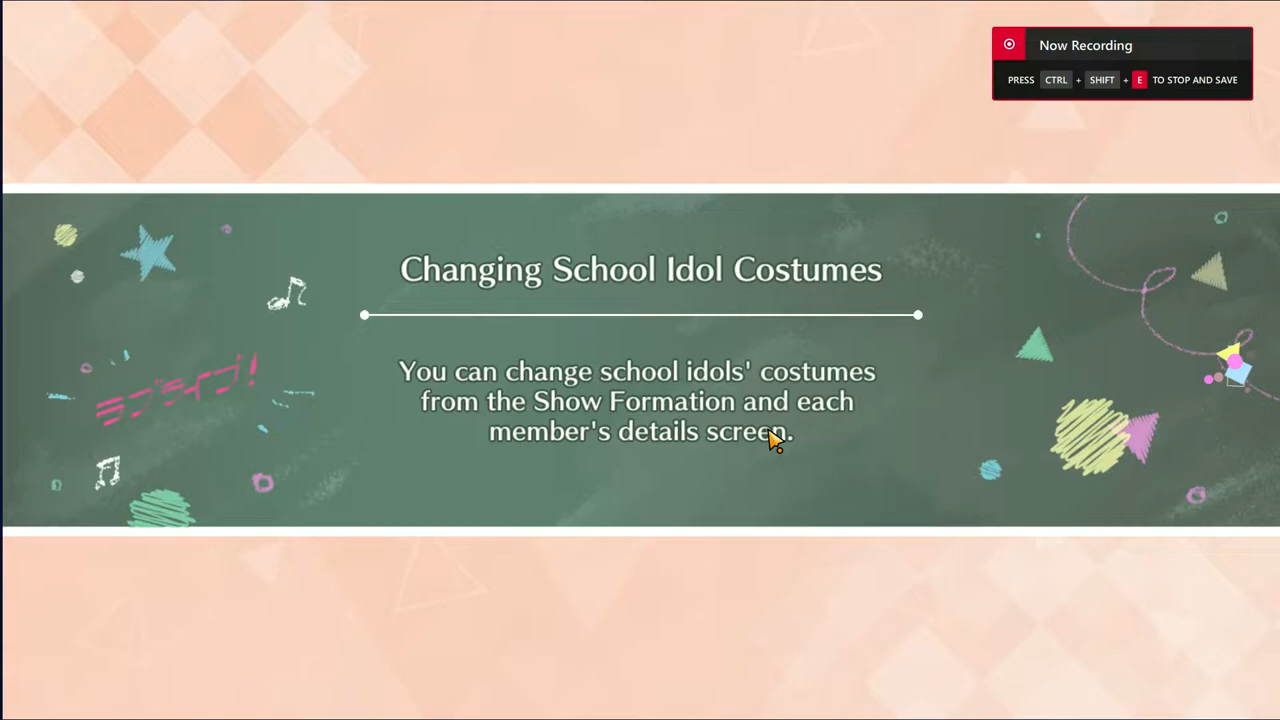 Now Recording
PRESS CTRL + SHIFT + E TO STOP AND SAVE
Changing School Idol Costumes
You can change school idols' costumes
from the Show Formation and each
member's details screen.
ラブライブ!